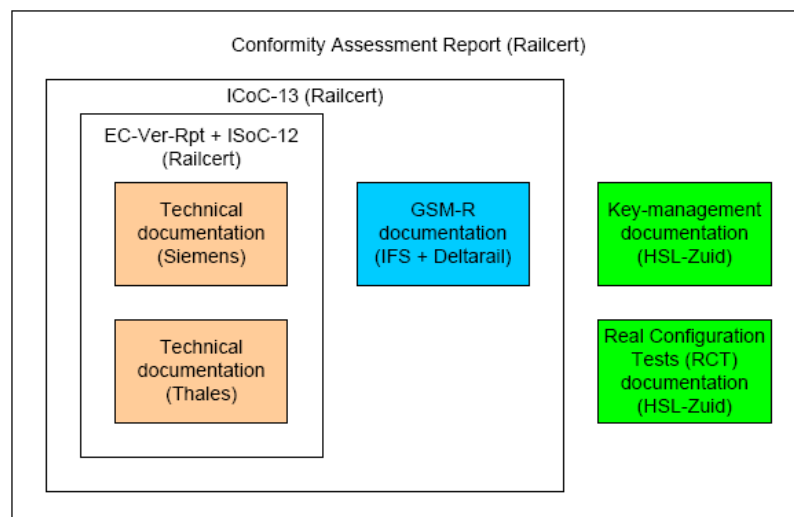 Conformity Assessment Report (Railcert)
ICoC-13 (Railcert)
EC-Ver-Rpt + ISoC-12
(Railcert)
Technical
documentation
(Siemens)
GSM-R
documentation
(IFS + Deltarail)
Key-management
documentation
(HSL-Zuid)
Technical
documentation
(Thales)
Real Configuration
Tests (RCT)
documentation
(HSL-Zuid)